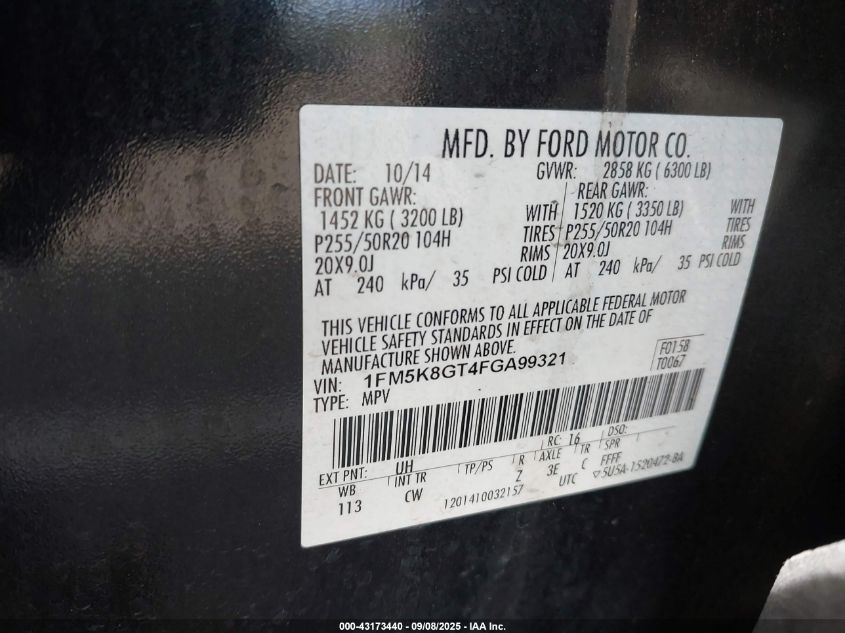 MFD. BY FORD MOTOR CO.
DATE: 10/14 GVWR: 2858 KG ( 6300 LB)
FRONT GAWR: REAR GAWR:
1452 KG ( 3200 LB) WITH 1520 KG ( 3350 LB) WITH
P255/50R20 104H TIRES P255/50R20 104H TIRES
20X9.0J RIMS 20X9.0J RIMS
AT 240 kPa/ 35 PSI COLD AT 240 kPa/ 35 PSI COLD
THIS VEHICLE CONFORMS TO ALL APPLICABLE FEDERAL MOTOR
VEHICLE SAFETY STANDARDS IN EFFECT ON THE DATE OF
MANUFACTURE SHOWN ABOVE.
VIN: 1FM5K8GT4FGA99321 F0158
TYPE: MPV T0067
EXT PNT: UH RC: 16 DSO:
WB INT TR TP/PS R AXLE TR SPR
113 CW Z 3E C FFFF
1201410032157 UTC ▽5U5A-1520472-BA
000-43173440 - 09/08/2025 - IAA Inc.